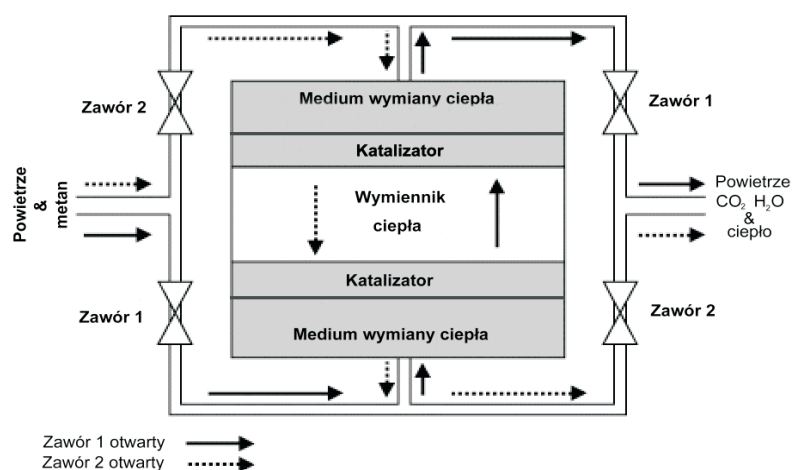 Medium wymiany ciepła
Zawór 2
Zawór 1
Katalizator
Powietrze
&
metan
Wymiennik
ciepła
Powietrze
CO2 H2O
&
ciepło
Katalizator
Zawór 1
Zawór 2
Medium wymiany ciepła
Zawór 1 otwarty
Zawór 2 otwarty